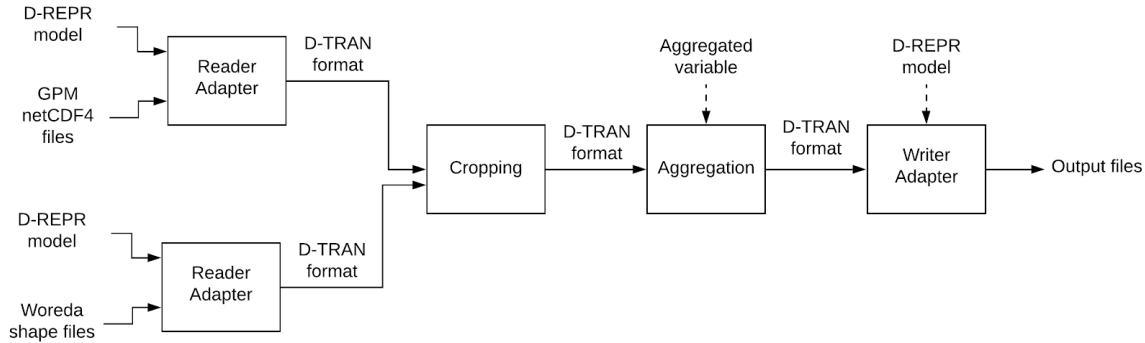 D-REPR
model
GPM
netCDF4
files
Reader
Adapter
D-TRAN
format
D-REPR
model
Woreda
shape files
Reader
Adapter
D-TRAN
format
Cropping
D-TRAN
format
Aggregated
variable
Aggregation
D-TRAN
format
D-REPR
model
Writer
Adapter
Output files